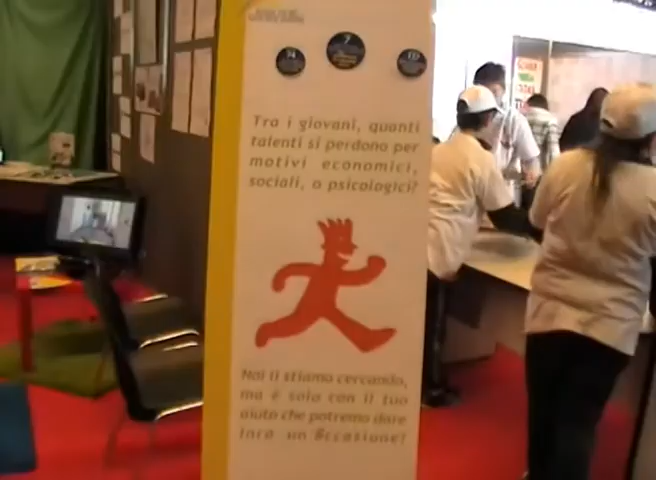 Tra i giovani, quanti
talenti si perdono per
motivi economici,
sociali, o psicologici?
Noi li stiamo cercando,
ma è solo con il tuo
aiuto che potremo dare
loro un'occasione!